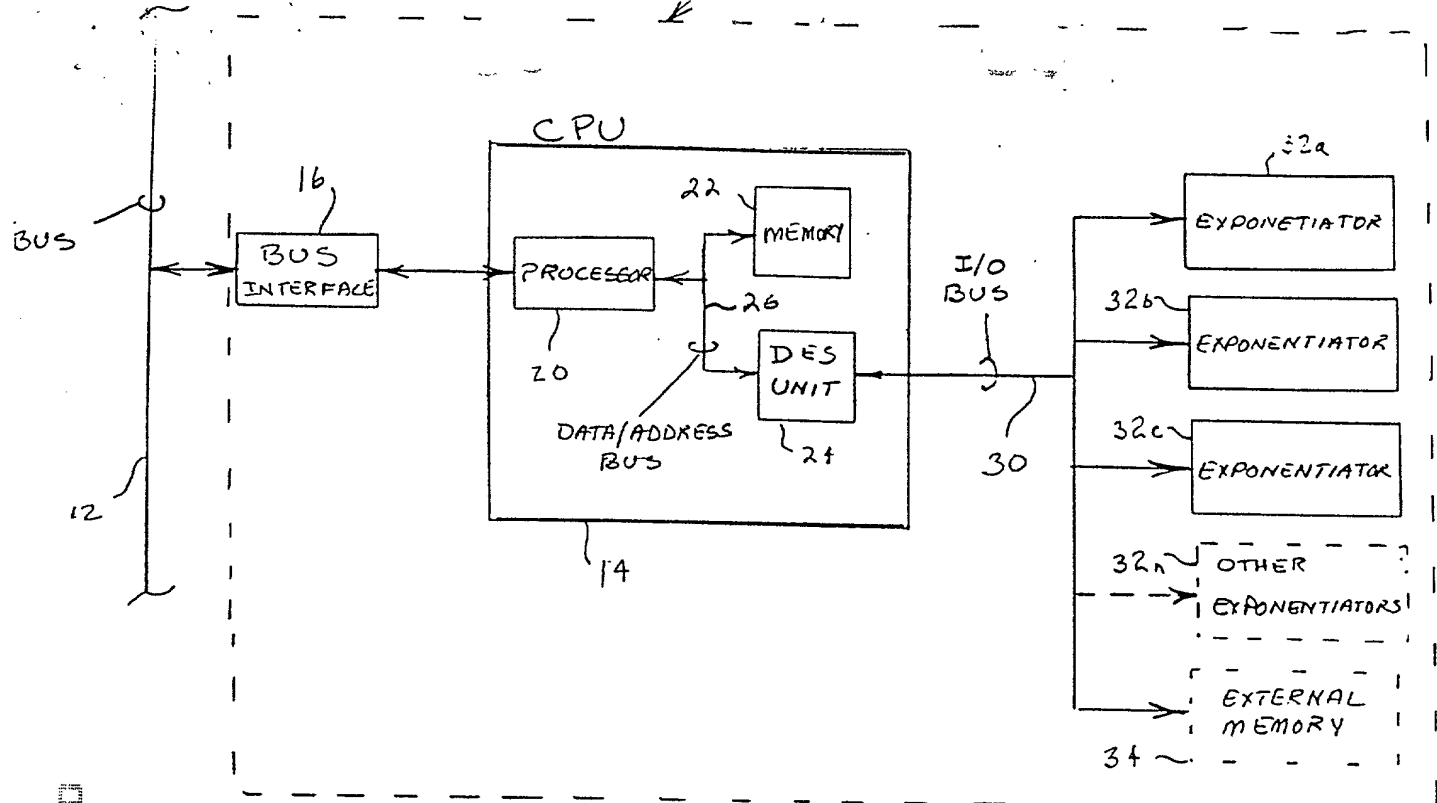 CPU
32a
EXPONETIATOR
16
22
MEMORY
BUS
BUS
INTERFACE
PROCESSOR
26
I/O
BUS
32b
EXPONENTIATOR
20
DES
UNIT
24
DATA/ADDRESS
BUS
30
32c
EXPONENTIATOR
12
14
32n
OTHER
EXPONENTIATORS
EXTERNAL
MEMORY
34